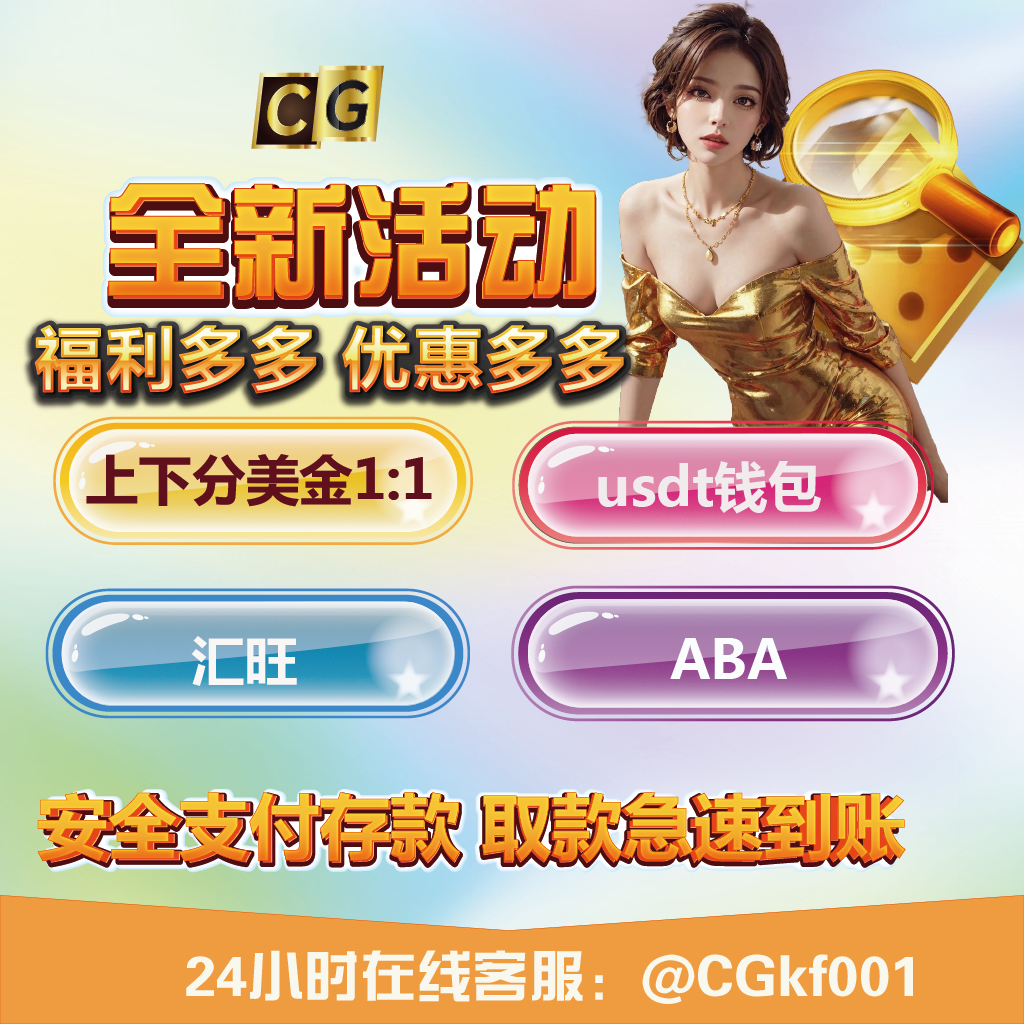 CG
全新活动
福利多多 优惠多多
上下分美金1:1
usdt钱包
汇旺
ABA
安全支付存款 取款急速到账
24小时在线客服：@CGkf001